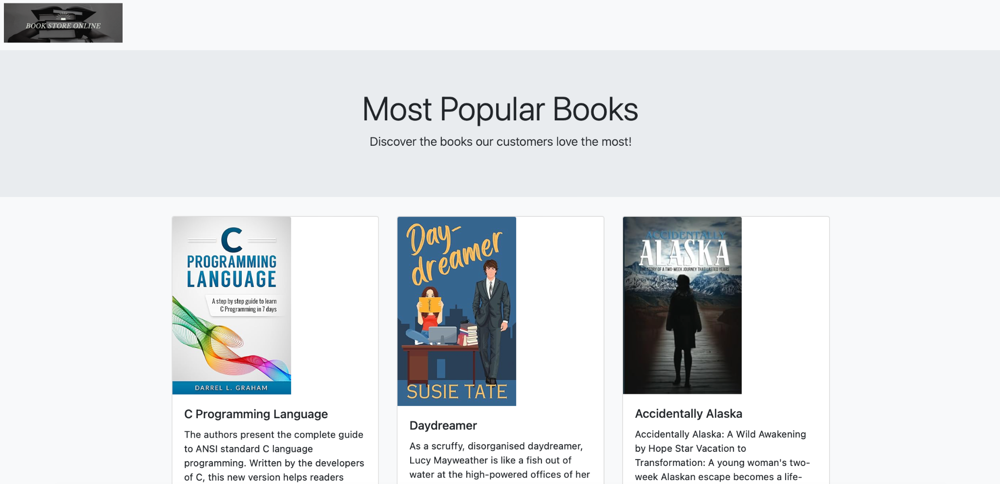 BOOK STORE ONLINE
Most Popular Books
Discover the books our customers love the most!
C
PROGRAMMING
LANGUAGE
A step by step guide to learn
C Programming in 7 days
DARREL L. GRAHAM
C Programming Language
The authors present the complete guide
to ANSI standard C language
programming. Written by the developers
of C, this new version helps readers
Day-
dreamer
SUSIE TATE
Daydreamer
As a scruffy, disorganised daydreamer,
Lucy Mayweather is like a fish out of
water at the high-powered offices of her
ACCIDENTALLY
ALASKA
THE STORY OF A TWO-WEEK JOURNEY THAT LASTED YEARS
Accidentally Alaska
Accidentally Alaska: A Wild Awakening
by Hope Star Vacation to
Transformation: A young woman's two-
week Alaskan escape becomes a life-